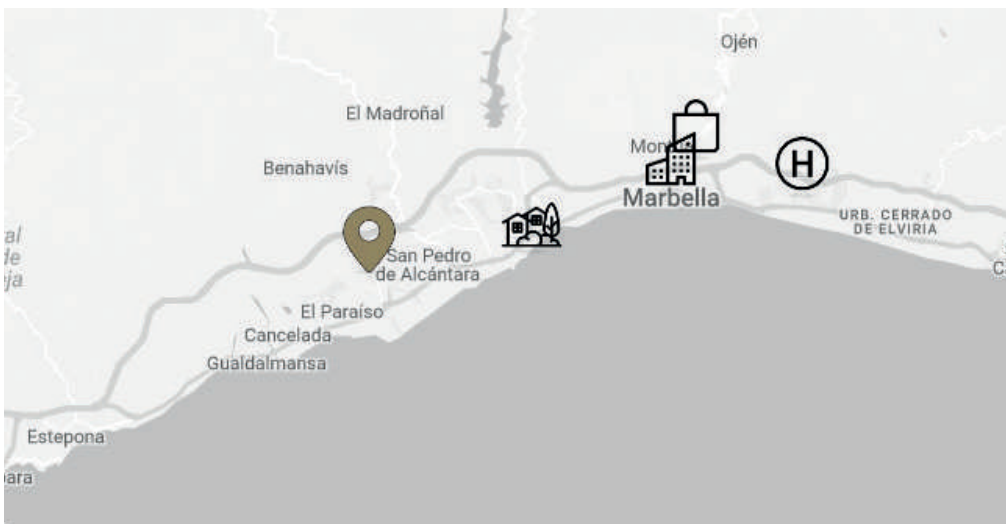 Ojén
El Madroñal
Benahavís
H
Marbella
URB. CERRADO
DE ELVIRIA
San Pedro
de Alcántara
El Paraíso
Cancelada
Gualdalmansa
Estepona